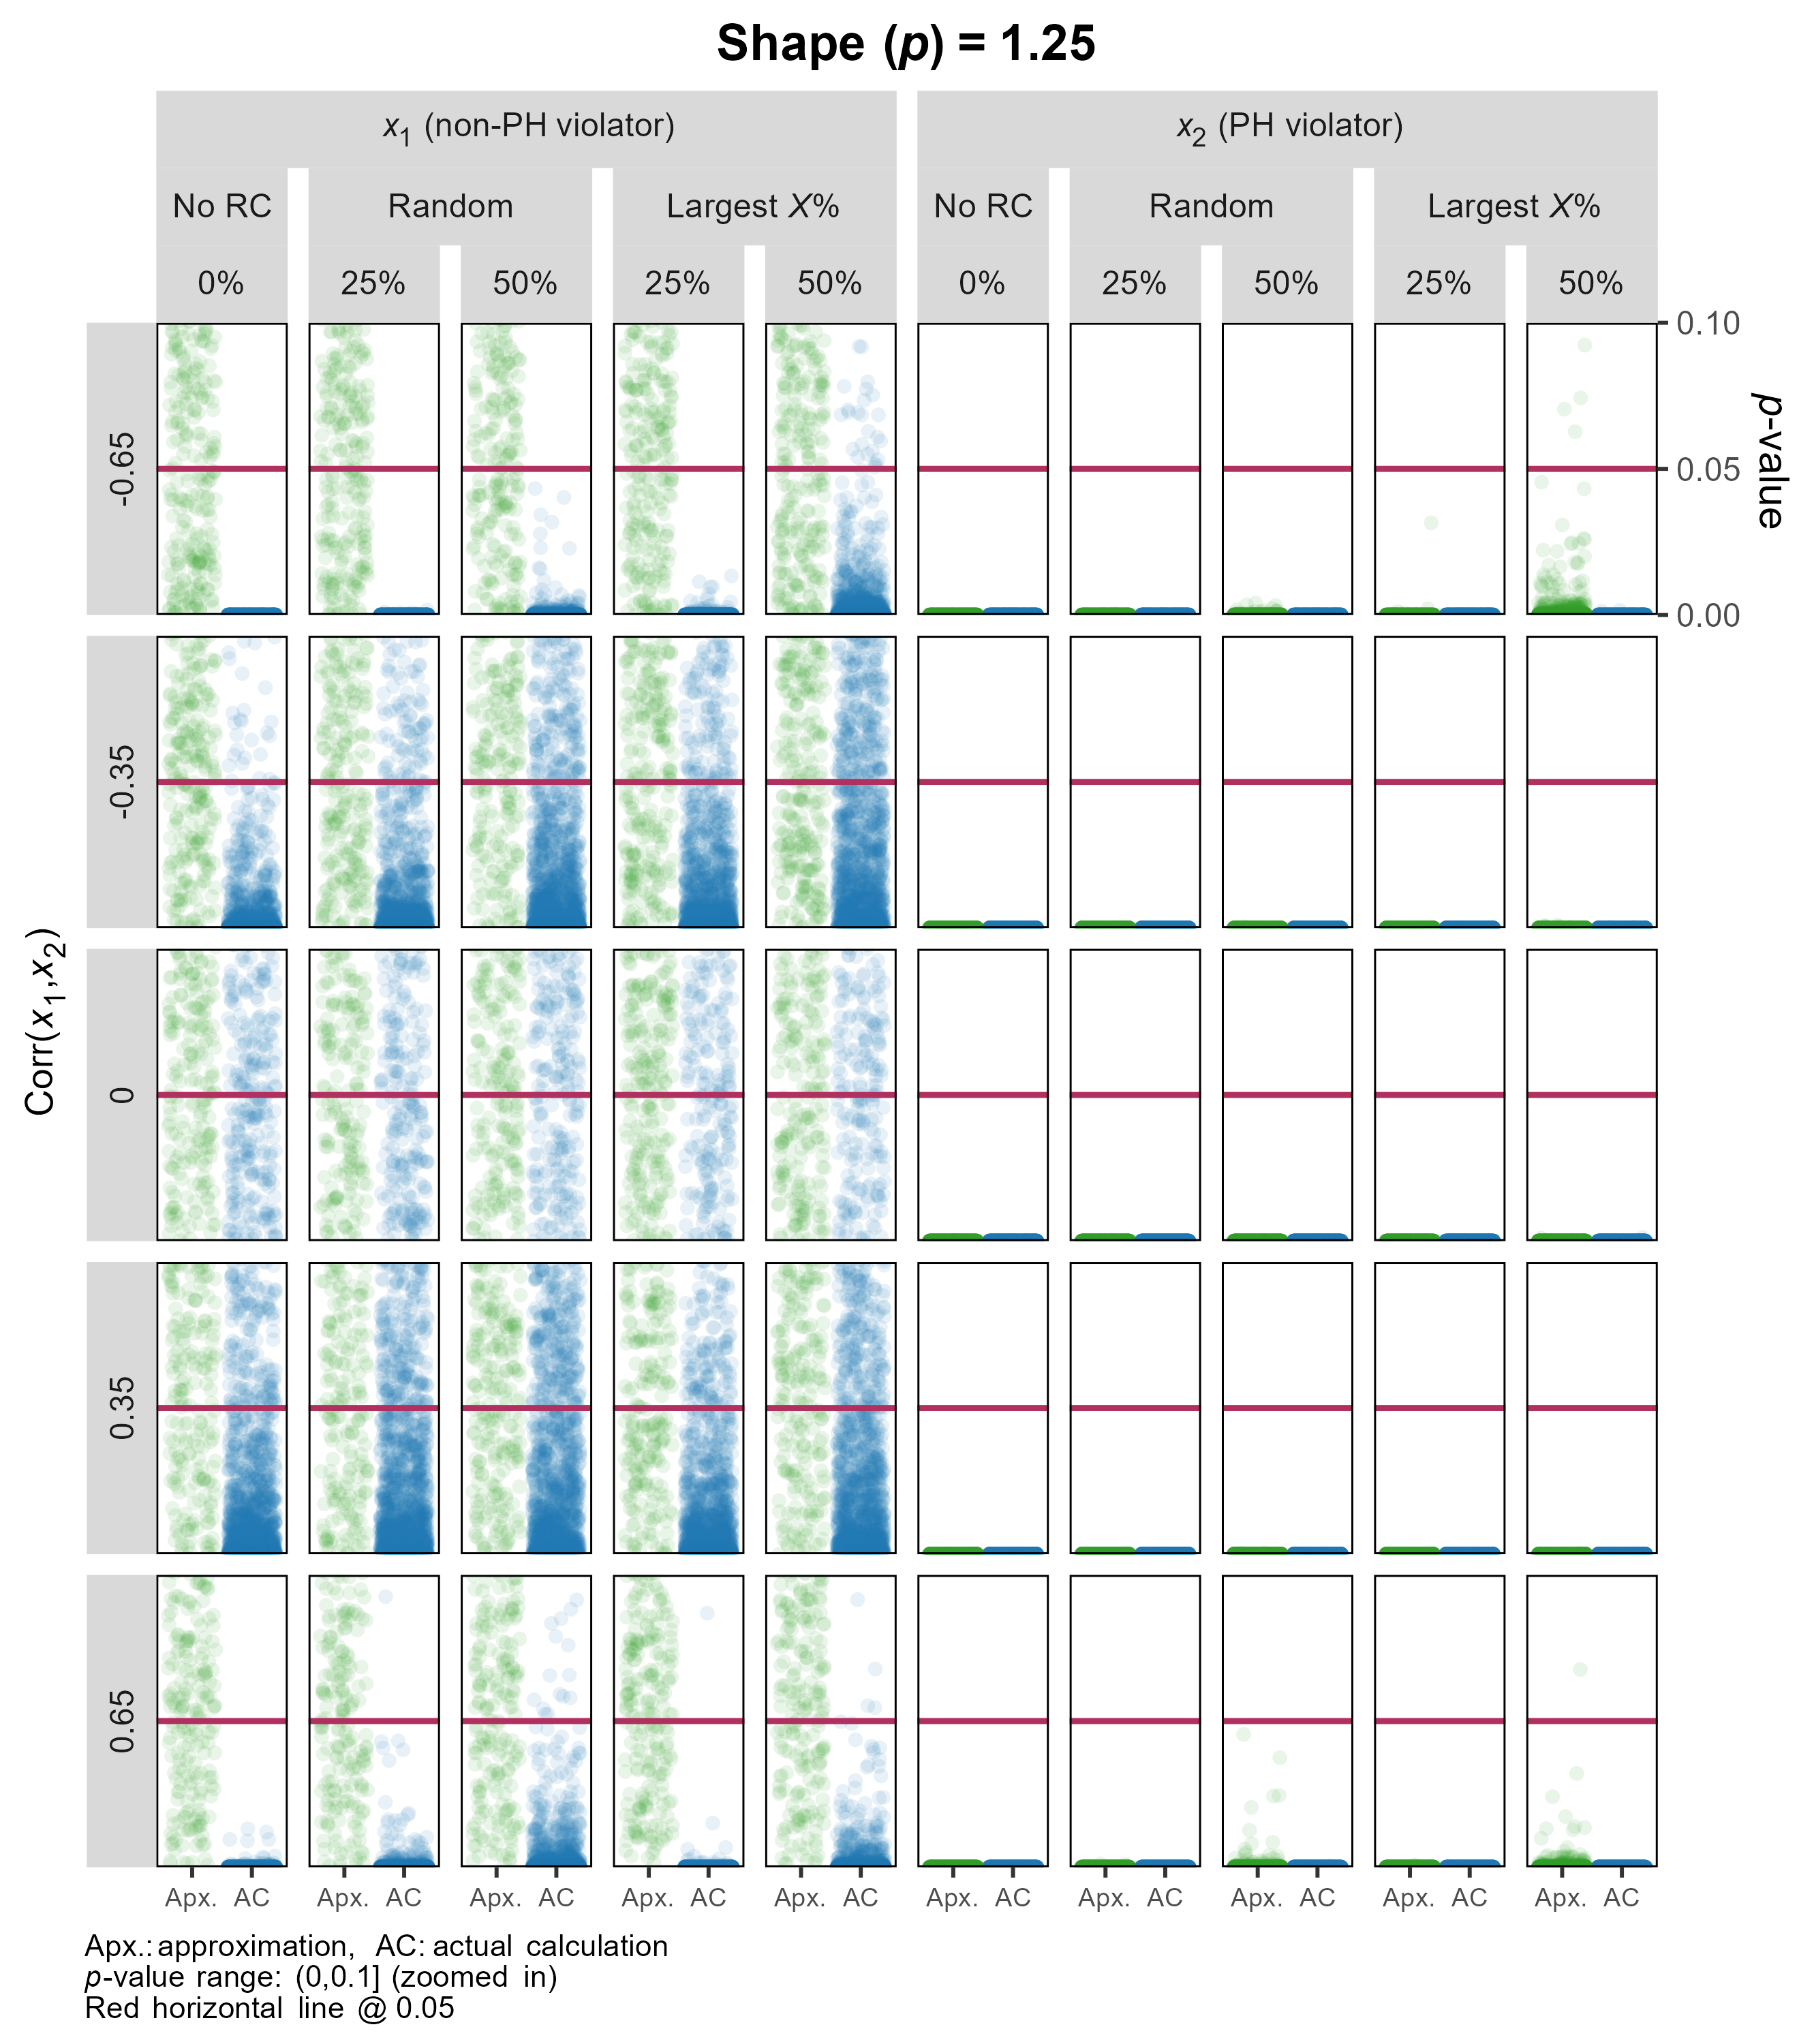 Shape (p) = 1.25
x1 (non-PH violator) x2 (PH violator)
No RC Random Largest X% No RC Random Largest X%
0% 25% 50% 25% 50% 0% 25% 50% 25% 50%
0.10
0.05
0.00
p-value
-0.65
-0.35
0
0.35
0.65
Corr(x1,x2)
Apx. AC Apx. AC Apx. AC Apx. AC Apx. AC Apx. AC Apx. AC Apx. AC Apx. AC Apx. AC
Apx.: approximation, AC: actual calculation
p-value range: (0,0.1] (zoomed in)
Red horizontal line @ 0.05